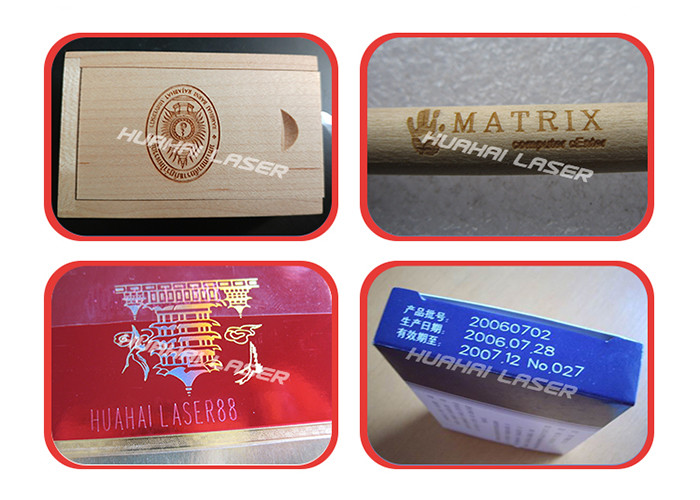 HUAHAI LASER
MATRIX
computer cEnter
HUAHAI LASER
HUAHAI LASER
HUAHAI LASER88
产品批号: 20060702
生产日期: 2006.07.28
有效期至: 2007.12 No.027
HUAHAI LASER